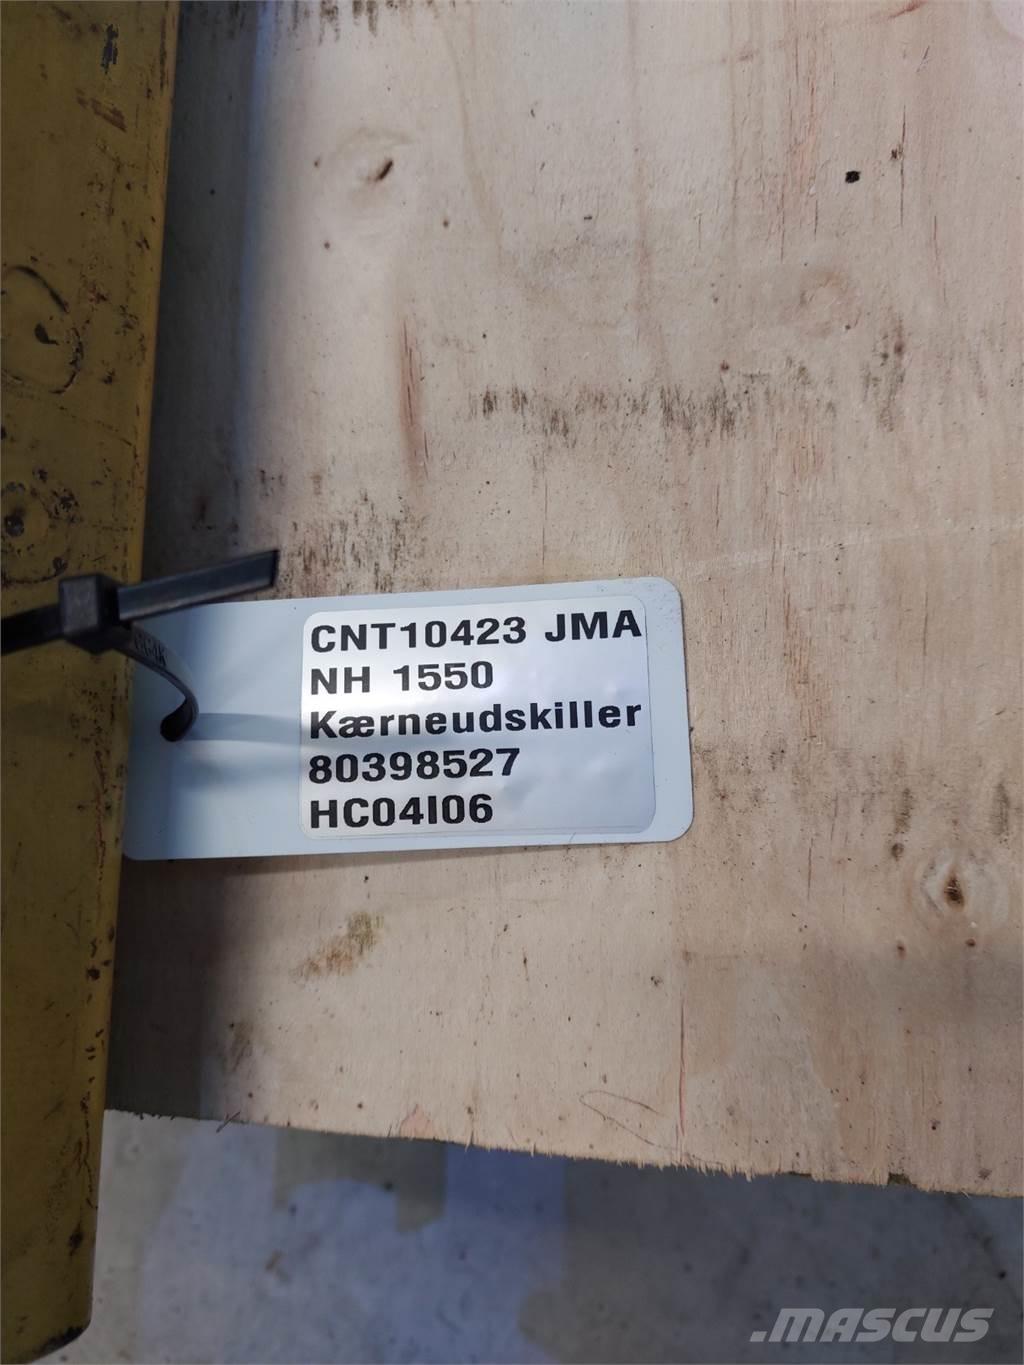 CNT10423 JMA
NH 1550
Kærneudskiller
80398527
HC04I06
.MASCUS